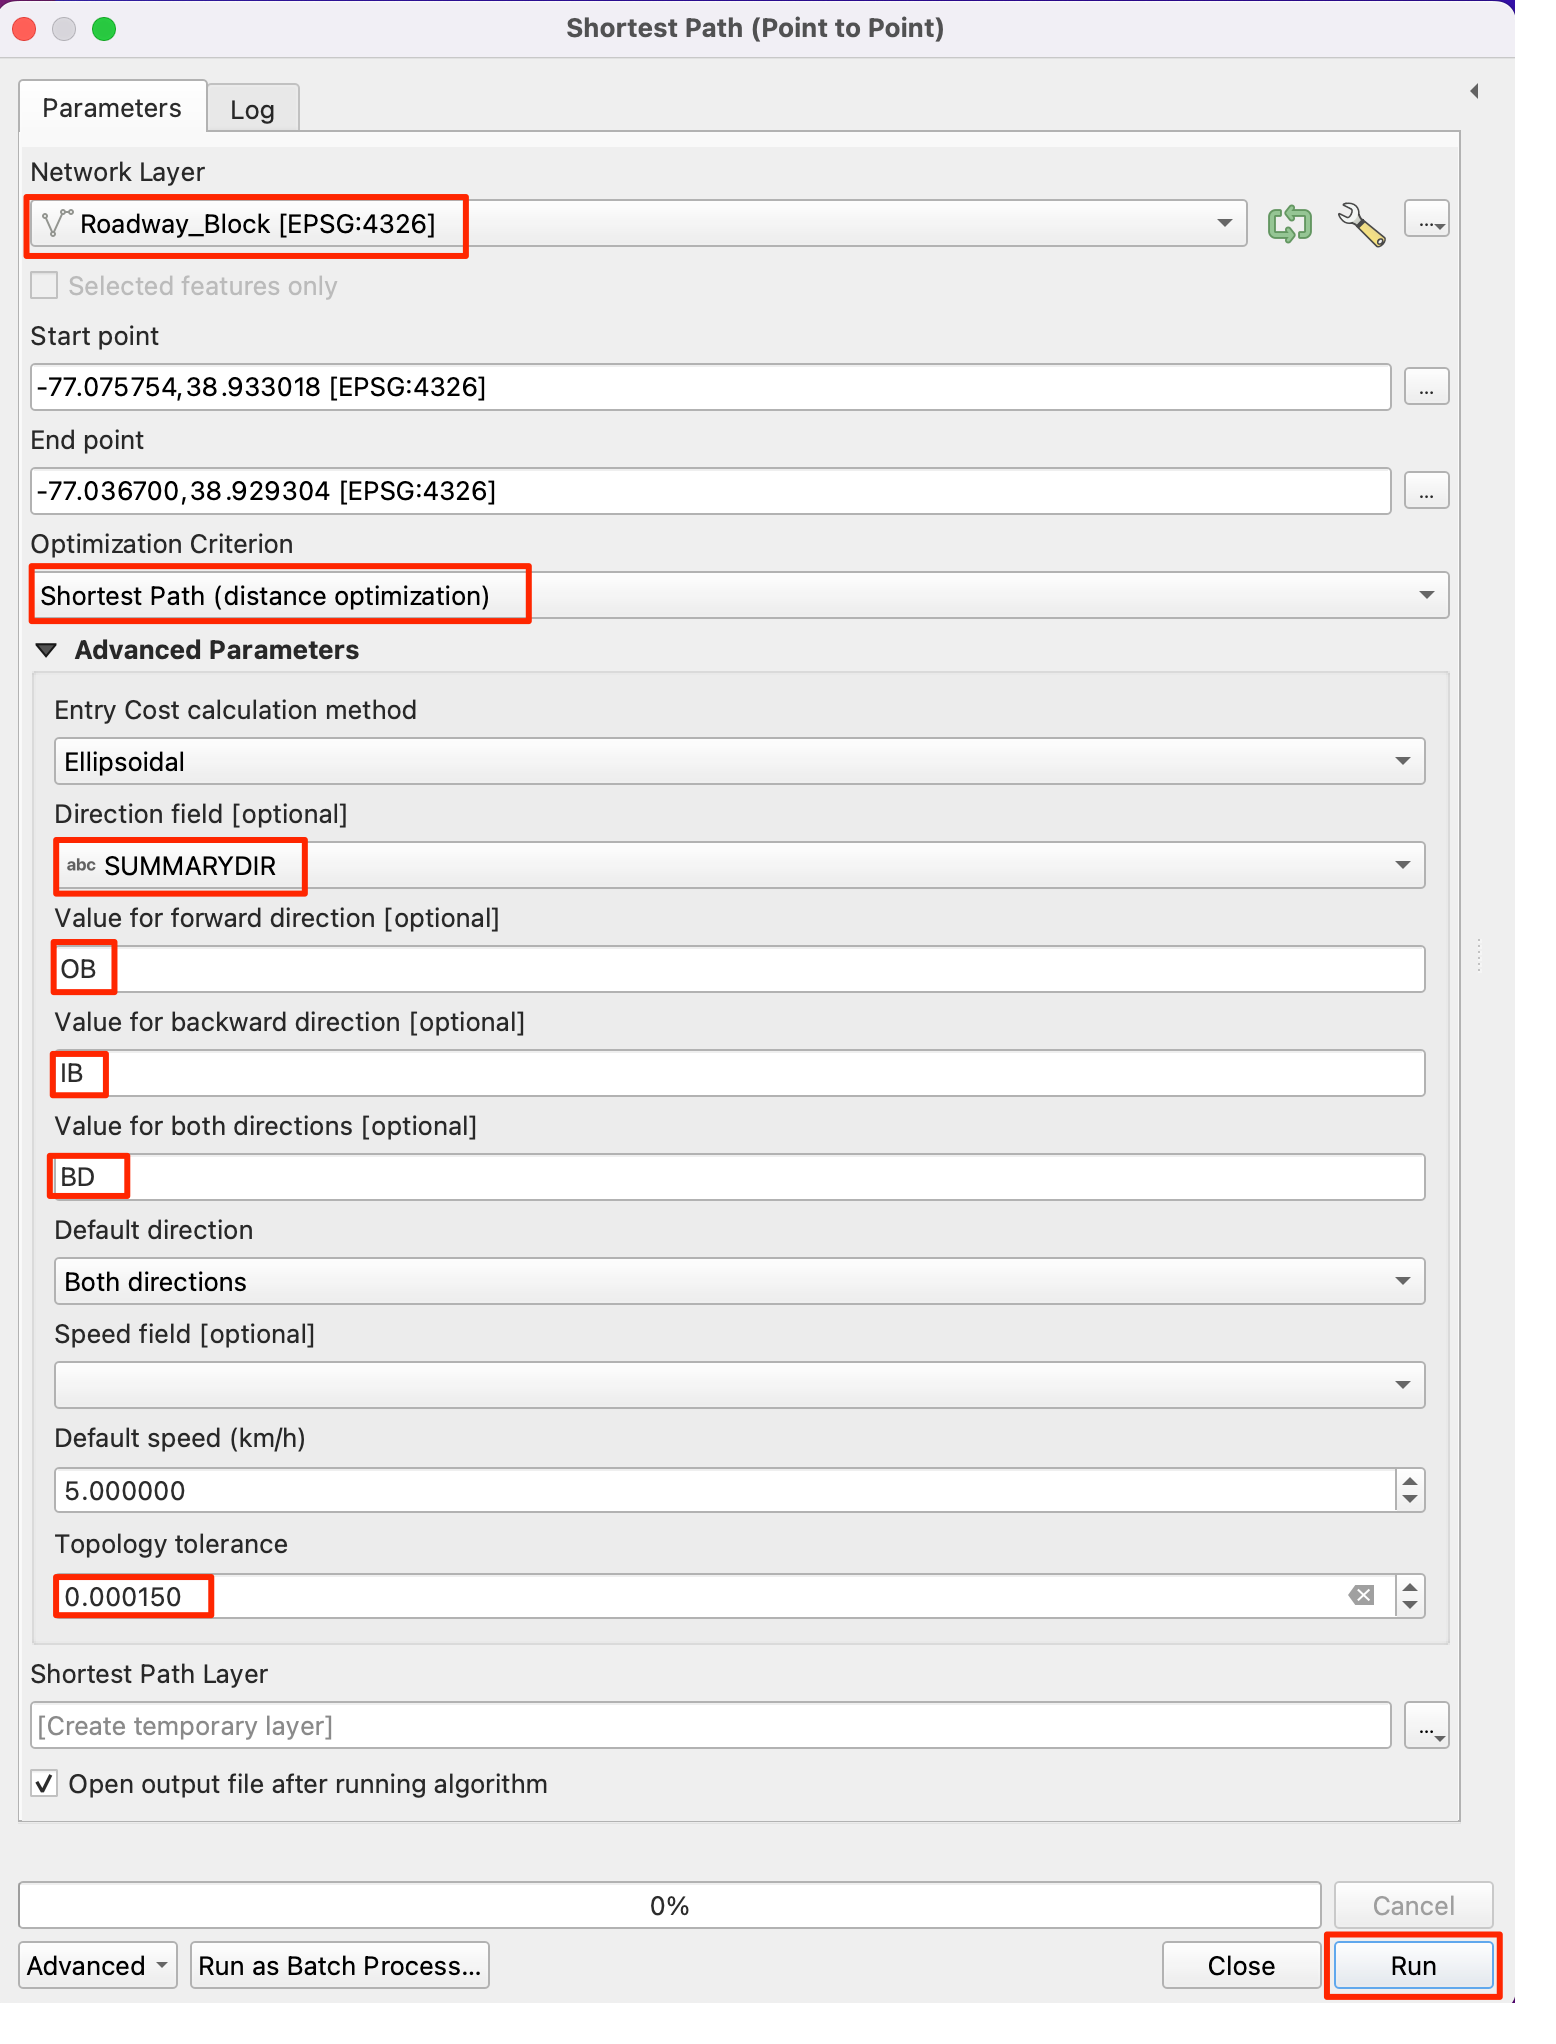 Shortest Path (Point to Point)
Parameters
Log
Network Layer
Roadway_Block [EPSG:4326]
...
Selected features only
Start point
-77.075754,38.933018 [EPSG:4326]
...
End point
-77.036700,38.929304 [EPSG:4326]
...
Optimization Criterion
Shortest Path (distance optimization)
Advanced Parameters
Entry Cost calculation method
Ellipsoidal
Direction field [optional]
abc SUMMARYDIR
Value for forward direction [optional]
OB
Value for backward direction [optional]
IB
Value for both directions [optional]
BD
Default direction
Both directions
Speed field [optional]
Default speed (km/h)
5.000000
Topology tolerance
0.000150
Shortest Path Layer
[Create temporary layer]
...
Open output file after running algorithm
0%
Cancel
Advanced
Run as Batch Process...
Close
Run